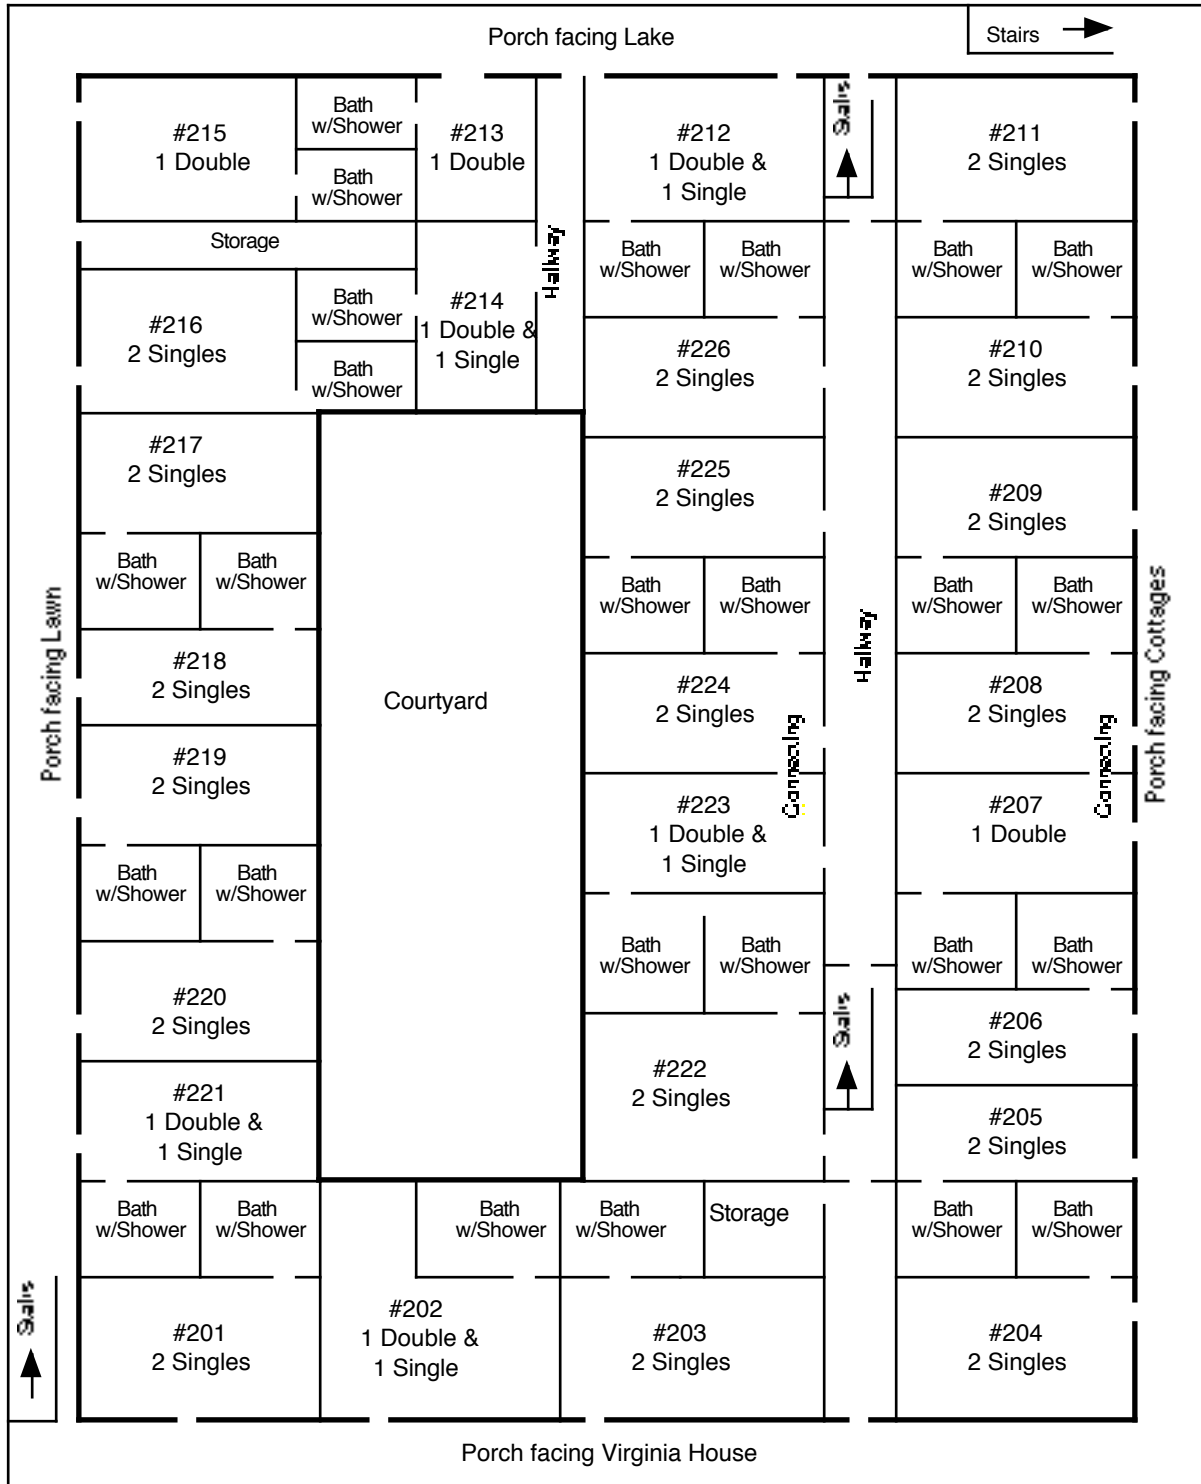 Porch facing Lake
Stairs
#215
1 Double
Bath
w/Shower
Bath
w/Shower
#213
1 Double
#212
1 Double &
1 Single
Stairs
#211
2 Singles
Storage
Hallway
Bath
w/Shower
Bath
w/Shower
Bath
w/Shower
Bath
w/Shower
#216
2 Singles
Bath
w/Shower
Bath
w/Shower
#214
1 Double &
1 Single
#226
2 Singles
#210
2 Singles
#217
2 Singles
#225
2 Singles
#209
2 Singles
Bath
w/Shower
Bath
w/Shower
Bath
w/Shower
Bath
w/Shower
Hallway
Bath
w/Shower
Bath
w/Shower
Porch facing Lawn
#218
2 Singles
Courtyard
#224
2 Singles
Connecting
#208
2 Singles
Connecting
Porch facing Cottages
#219
2 Singles
#223
1 Double &
1 Single
#207
1 Double
Bath
w/Shower
Bath
w/Shower
Bath
w/Shower
Bath
w/Shower
Bath
w/Shower
Bath
w/Shower
#220
2 Singles
Stairs
#206
2 Singles
#222
2 Singles
#221
1 Double &
1 Single
#205
2 Singles
Bath
w/Shower
Bath
w/Shower
Bath
w/Shower
Bath
w/Shower
Storage
Bath
w/Shower
Bath
w/Shower
Stairs
#201
2 Singles
#202
1 Double &
1 Single
#203
2 Singles
#204
2 Singles
Porch facing Virginia House